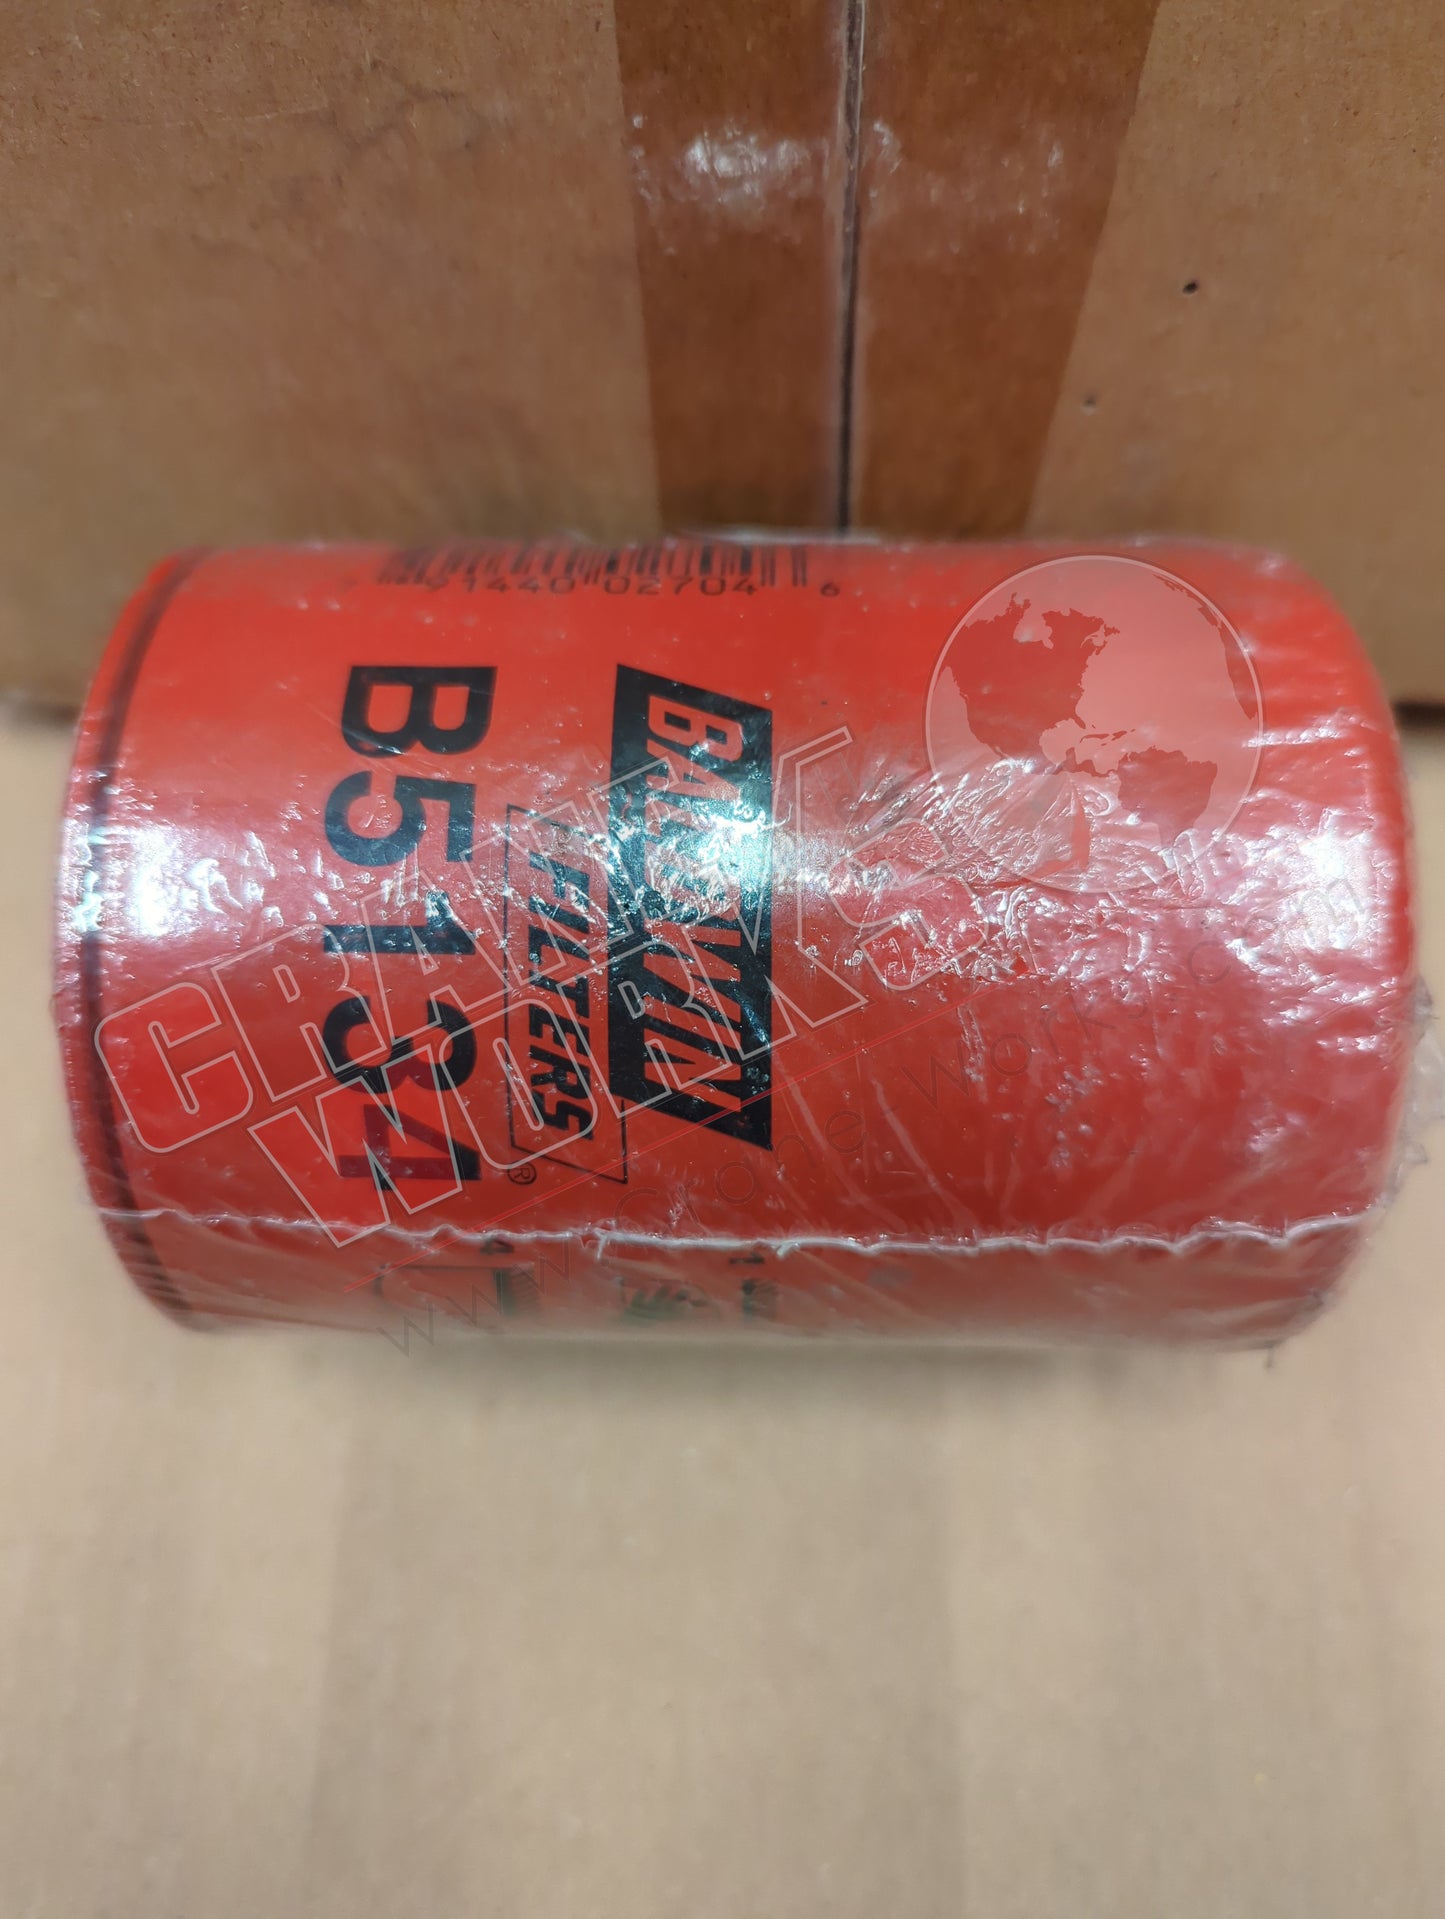 91440 02704 6
BALDWIN
FILTERS®
B5134
CRANE
WORKS
www.CraneWorks.com